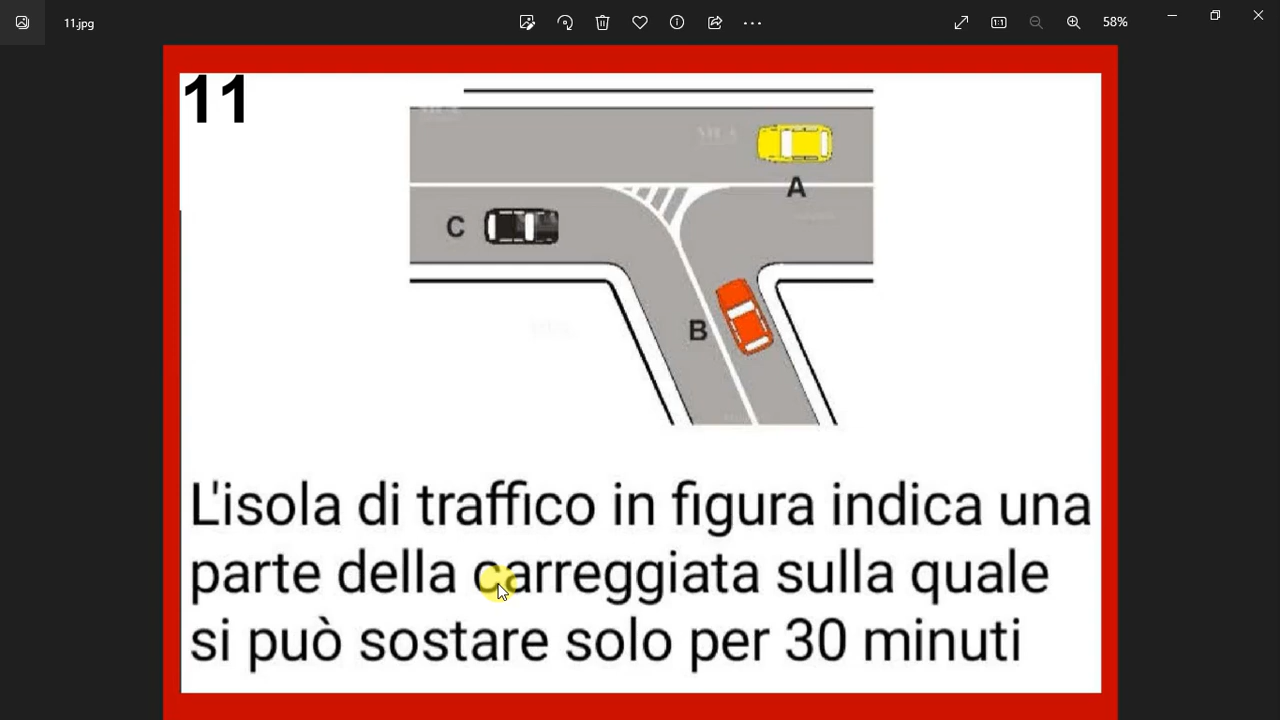 11.jpg
58%
11
A
C
B
L'isola di traffico in figura indica una
parte della carreggiata sulla quale
si può sostare solo per 30 minuti